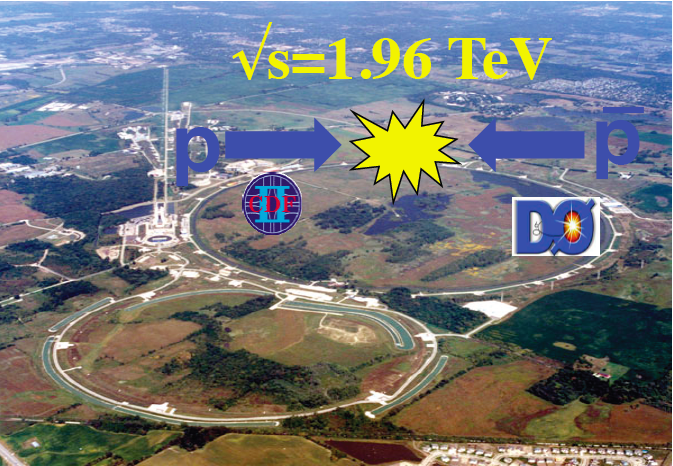 √s=1.96 TeV
p
p̅
CDF
II
DØ